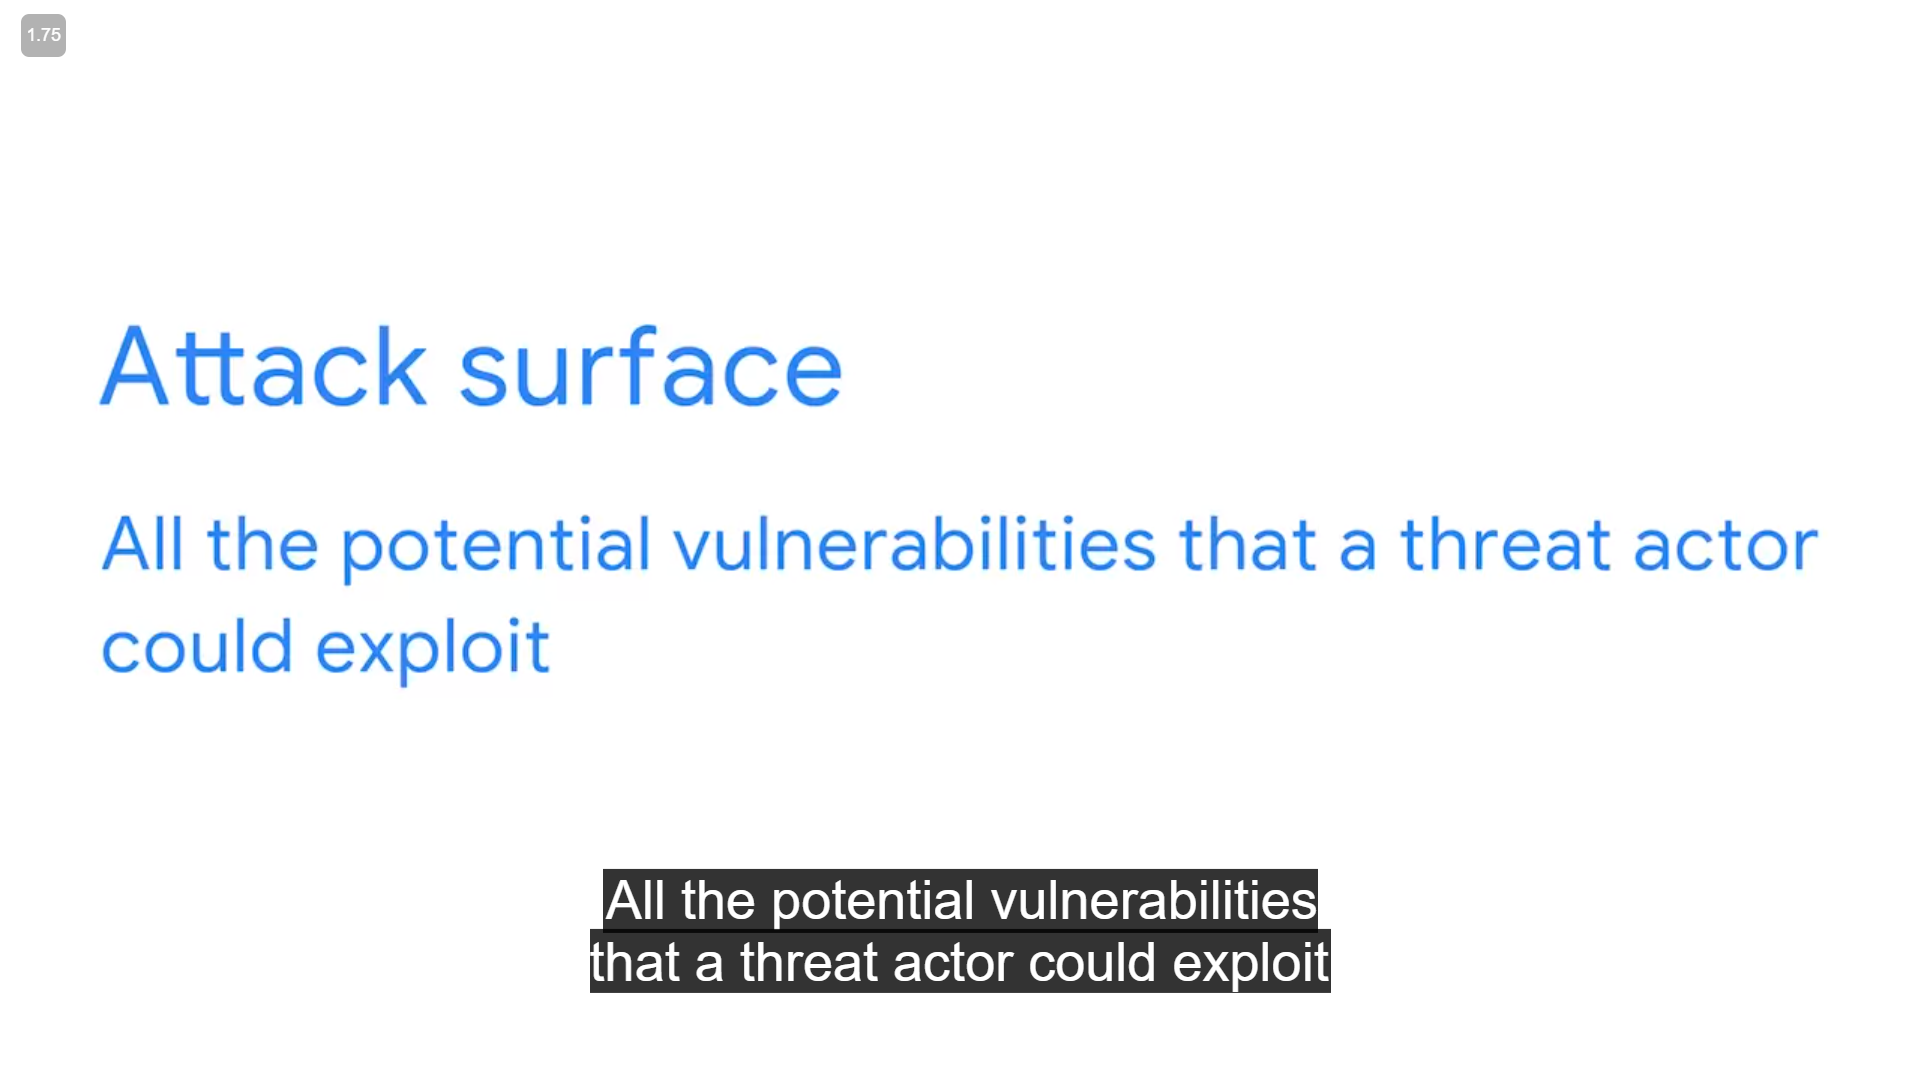 1.75
Attack surface
All the potential vulnerabilities that a threat actor
could exploit
All the potential vulnerabilities
that a threat actor could exploit